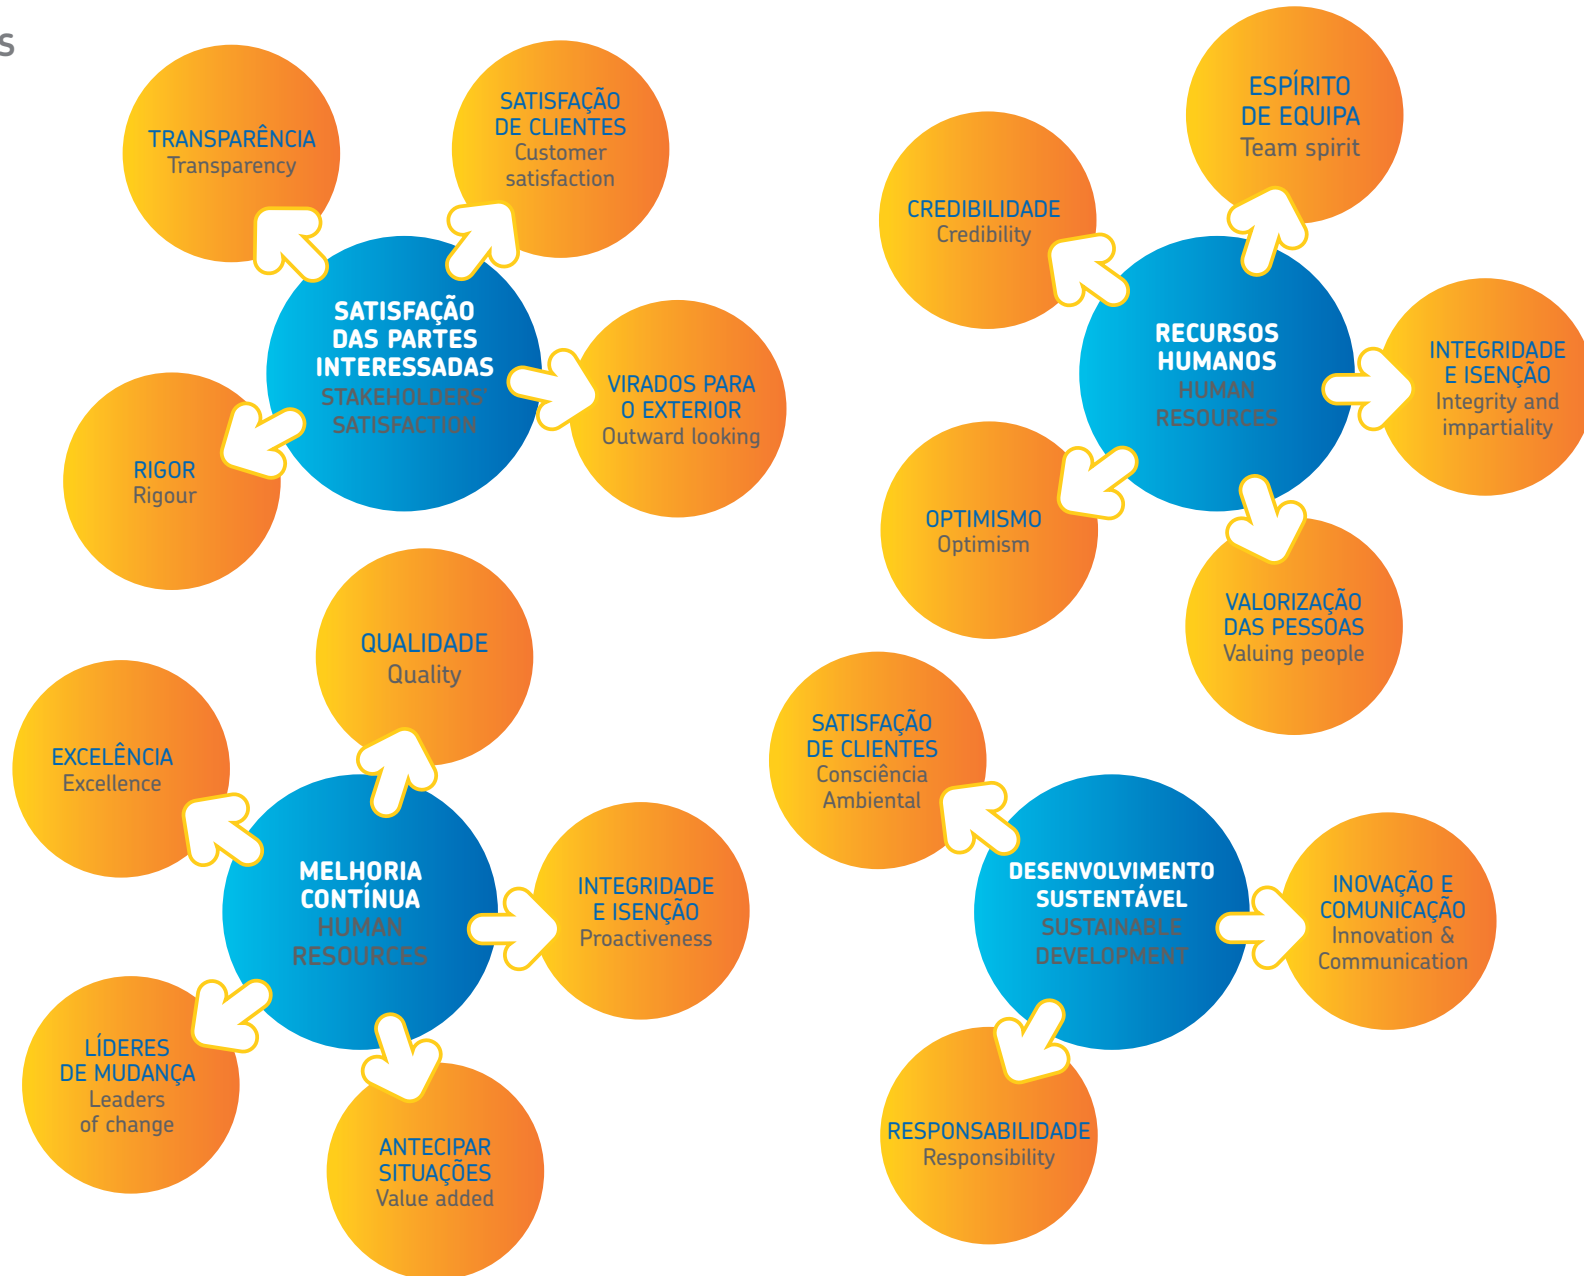 S
TRANSPARÊNCIA
Transparency
SATISFAÇÃO
DE CLIENTES
Customer
satisfaction
SATISFAÇÃO
DAS PARTES
INTERESSADAS
STAKEHOLDERS'
SATISFACTION
VIRADOS PARA
O EXTERIOR
Outward looking
RIGOR
Rigour
ESPÍRITO
DE EQUIPA
Team spirit
CREDIBILIDADE
Credibility
RECURSOS
HUMANOS
HUMAN
RESOURCES
INTEGRIDADE
E ISENÇÃO
Integrity and
impartiality
OPTIMISMO
Optimism
VALORIZAÇÃO
DAS PESSOAS
Valuing people
QUALIDADE
Quality
EXCELÊNCIA
Excellence
MELHORIA
CONTÍNUA
HUMAN
RESOURCES
INTEGRIDADE
E ISENÇÃO
Proactiveness
LÍDERES
DE MUDANÇA
Leaders
of change
ANTECIPAR
SITUAÇÕES
Value added
SATISFAÇÃO
DE CLIENTES
Consciência
Ambiental
DESENVOLVIMENTO
SUSTENTÁVEL
SUSTAINABLE
DEVELOPMENT
INOVAÇÃO E
COMUNICAÇÃO
Innovation &
Communication
RESPONSABILIDADE
Responsibility